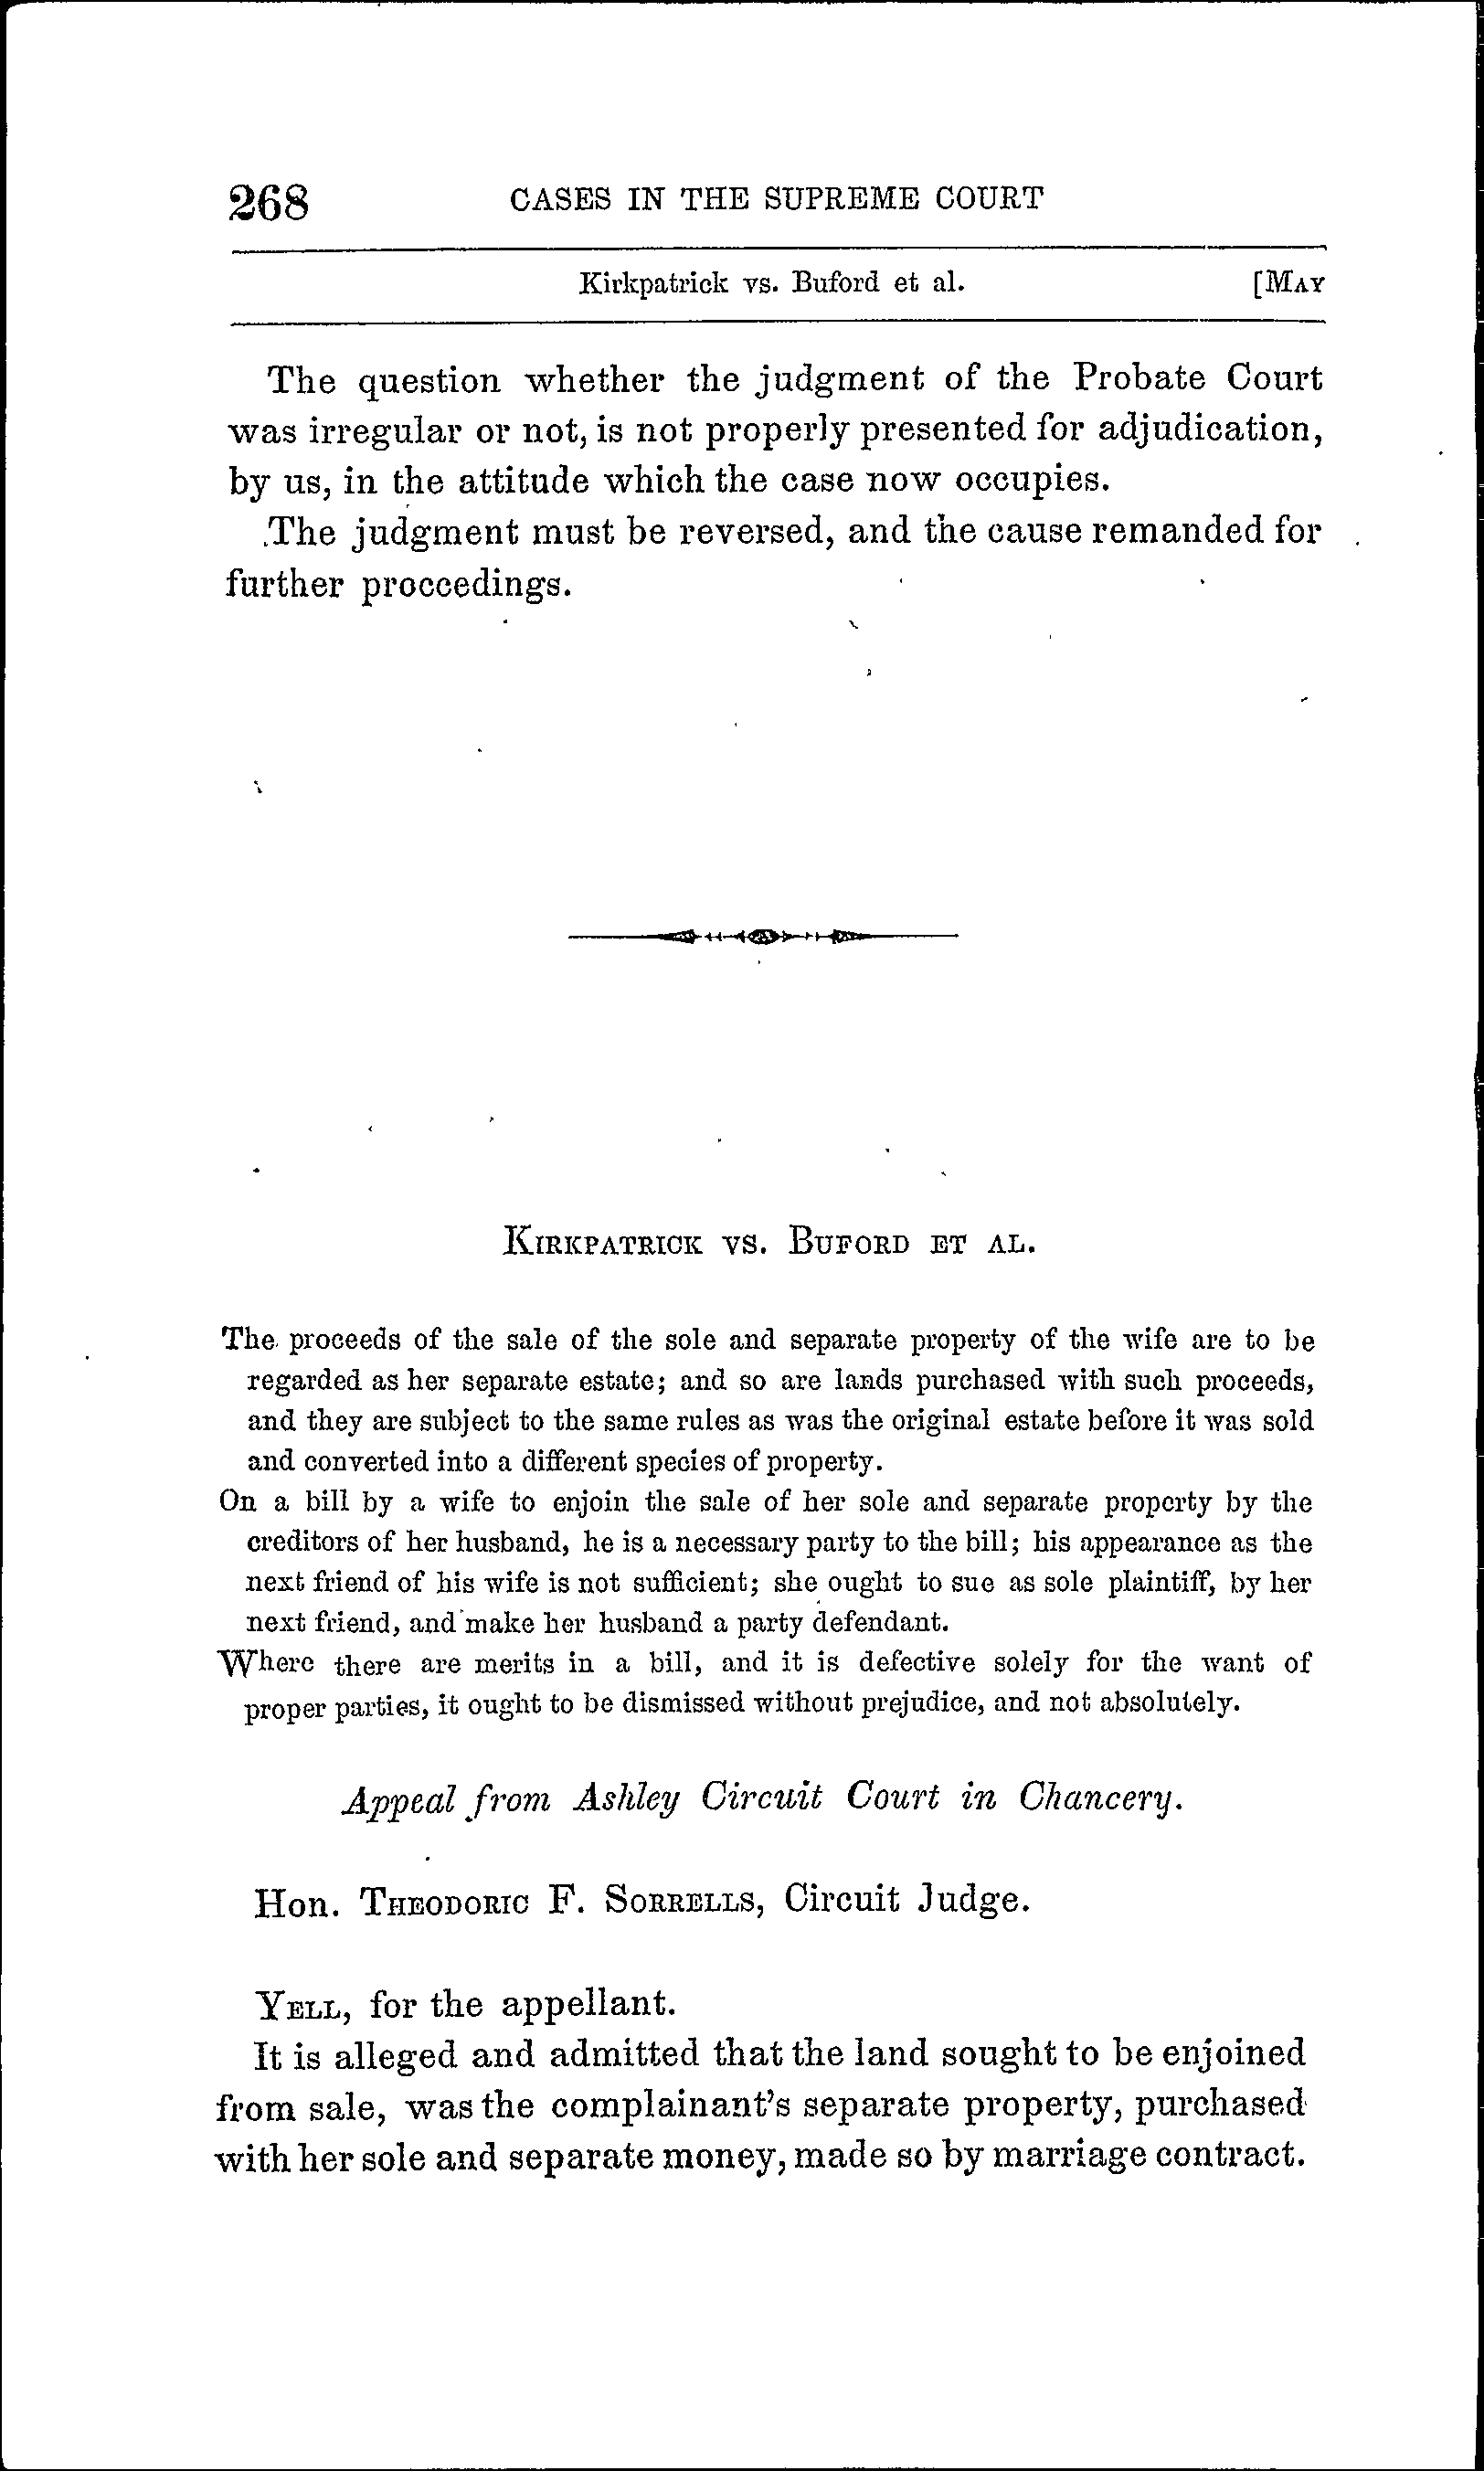 268 CASES IN THE SUPREME COURT
Kirkpatrick vs. Buford et al. [MAY
The question whether the judgment of the Probate Court
was irregular or not, is not properly presented for adjudication,
by us, in the attitude which the case now occupies.
The judgment must be reversed, and the cause remanded for
further proceedings.
KIRKPATRICK VS. BUFORD ET AL.
The proceeds of the sale of the sole and separate property of the wife are to be
regarded as her separate estate; and so are lands purchased with such proceeds,
and they are subject to the same rules as was the original estate before it was sold
and converted into a different species of property.
On a bill by a wife to enjoin the sale of her sole and separate property by the
creditors of her husband, he is a necessary party to the bill; his appearance as the
next friend of his wife is not sufficient; she ought to sue as sole plaintiff, by her
next friend, and make her husband a party defendant.
Where there are merits in a bill, and it is defective solely for the want of
proper parties, it ought to be dismissed without prejudice, and not absolutely.
Appeal from Ashley Circuit Court in Chancery.
Hon. THEODORIC F. SORRELLS, Circuit Judge.
YELL, for the appellant.
It is alleged and admitted that the land sought to be enjoined
from sale, was the complainant's separate property, purchased
with her sole and separate money, made so by marriage contract.